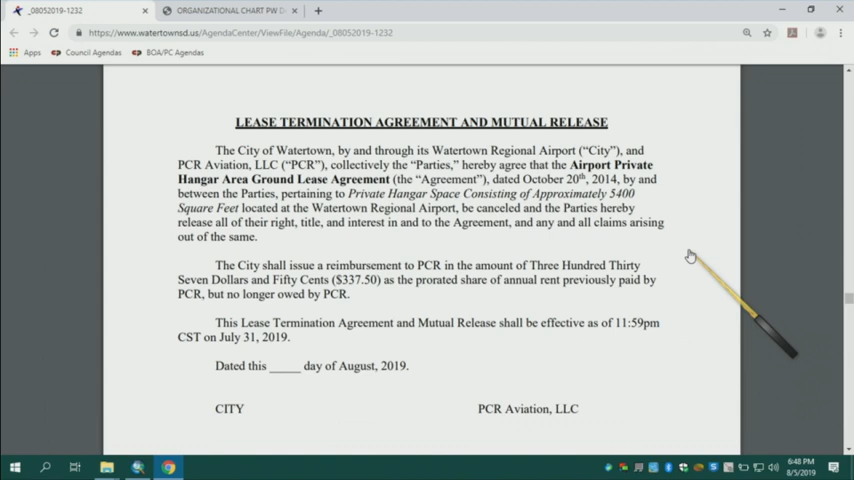 _08052019-1232
ORGANIZATIONAL CHART PW D
https://www.watertownsd.us/AgendaCenter/ViewFile/Agenda/_08052019-1232
Apps Council Agendas BOA/PC Agendas
LEASE TERMINATION AGREEMENT AND MUTUAL RELEASE
The City of Watertown, by and through its Watertown Regional Airport (“City”), and
PCR Aviation, LLC (“PCR”), collectively the “Parties,” hereby agree that the Airport Private
Hangar Area Ground Lease Agreement (the “Agreement”), dated October 20th, 2014, by and
between the Parties, pertaining to Private Hangar Space Consisting of Approximately 5400
Square Feet located at the Watertown Regional Airport, be canceled and the Parties hereby
release all of their right, title, and interest in and to the Agreement, and any and all claims arising
out of the same.
The City shall issue a reimbursement to PCR in the amount of Three Hundred Thirty
Seven Dollars and Fifty Cents ($337.50) as the prorated share of annual rent previously paid by
PCR, but no longer owed by PCR.
This Lease Termination Agreement and Mutual Release shall be effective as of 11:59pm
CST on July 31, 2019.
Dated this _____ day of August, 2019.
CITY PCR Aviation, LLC
6:48 PM
8/5/2019